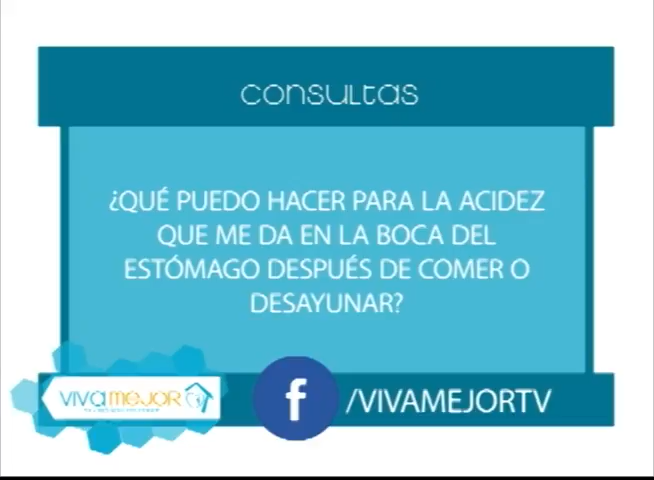 consultas
¿QUÉ PUEDO HACER PARA LA ACIDEZ
QUE ME DA EN LA BOCA DEL
ESTÓMAGO DESPUÉS DE COMER O
DESAYUNAR?
VIVAMEJOR
f /VIVAMEJORTV